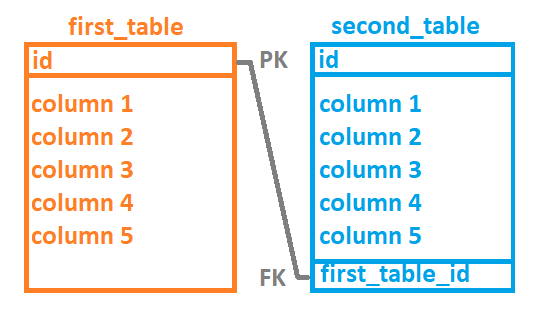 first_table
id
column 1
column 2
column 3
column 4
column 5
PK
FK
second_table
id
column 1
column 2
column 3
column 4
column 5
first_table_id